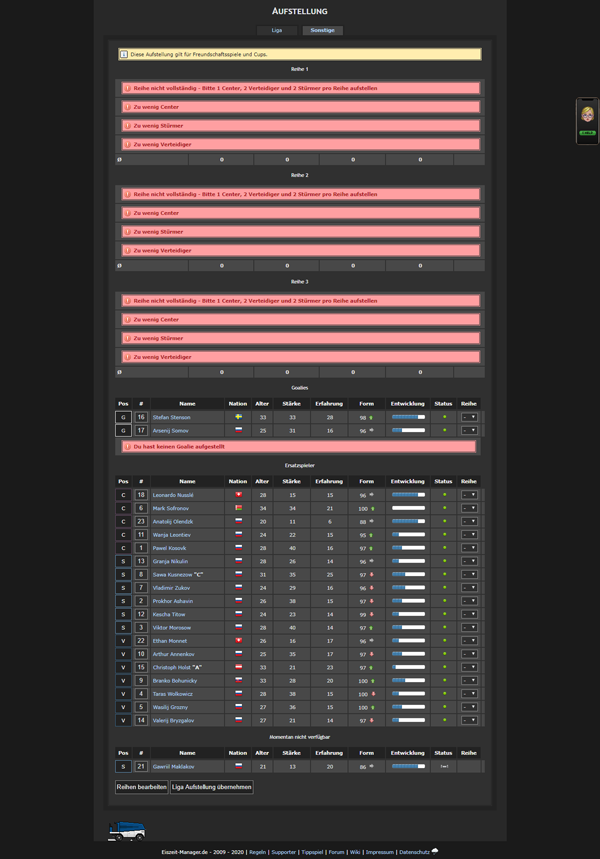 AUFSTELLUNG
Liga Sonstige
Diese Aufstellung gilt für Freundschaftsspiele und Cups.
Reihe 1
Reihe nicht vollständig - Bitte 1 Center, 2 Verteidiger und 2 Stürmer pro Reihe aufstellen
Zu wenig Center
Zu wenig Stürmer
Zu wenig Verteidiger
Ø 0 0 0 0
Reihe 2
Reihe nicht vollständig - Bitte 1 Center, 2 Verteidiger und 2 Stürmer pro Reihe aufstellen
Zu wenig Center
Zu wenig Stürmer
Zu wenig Verteidiger
Ø 0 0 0 0
Reihe 3
Reihe nicht vollständig - Bitte 1 Center, 2 Verteidiger und 2 Stürmer pro Reihe aufstellen
Zu wenig Center
Zu wenig Stürmer
Zu wenig Verteidiger
Ø 0 0 0 0
Goalies
Pos # Name Nation Alter Stärke Erfahrung Form Entwicklung Status Reihe
G 16 Stefan Stensson 33 33 28 98 -
G 17 Arsenij Somov 25 31 16 96 -
Du hast keinen Goalie aufgestellt
Ersatzspieler
Pos # Name Nation Alter Stärke Erfahrung Form Entwicklung Status Reihe
C 18 Leonardo Nusslé 28 15 15 96 -
C 6 Mark Sofronov 34 34 21 100 -
C 23 Anatolij Olendzk 20 11 6 88 -
C 11 Wanja Leontiev 24 22 15 95 -
C 1 Pawel Kosovk 28 40 16 97 -
S 13 Granja Nikulin 28 26 14 96 -
S 8 Sawa Kusnezow "C" 31 35 25 97 -
S 7 Vladimir Zukov 24 29 16 96 -
S 2 Prokhor Ashavin 26 38 15 97 -
S 12 Kescha Titow 24 23 14 99 -
S 3 Viktor Morosow 28 40 14 97 -
V 22 Ethan Monnet 26 16 17 96 -
V 10 Arthur Annenkov 25 35 17 97 -
V 15 Christoph Holst "A" 33 21 23 97 -
V 9 Branko Bohunicky 33 28 20 100 -
V 4 Taras Wolkowicz 28 38 15 100 -
V 5 Wasilij Grozny 27 36 16 100 -
V 14 Valerij Bryzgalov 27 21 14 97 -
Momentan nicht verfügbar
Pos # Name Nation Alter Stärke Erfahrung Form Entwicklung Status Reihe
S 21 Gawriil Maklakov 21 13 20 86
Reihen bearbeiten Liga Aufstellung übernehmen
Eiszeit-Manager.de - 2009 - 2020 | Regeln | Supporter | Tippspiel | Forum | Wiki | Impressum | Datenschutz